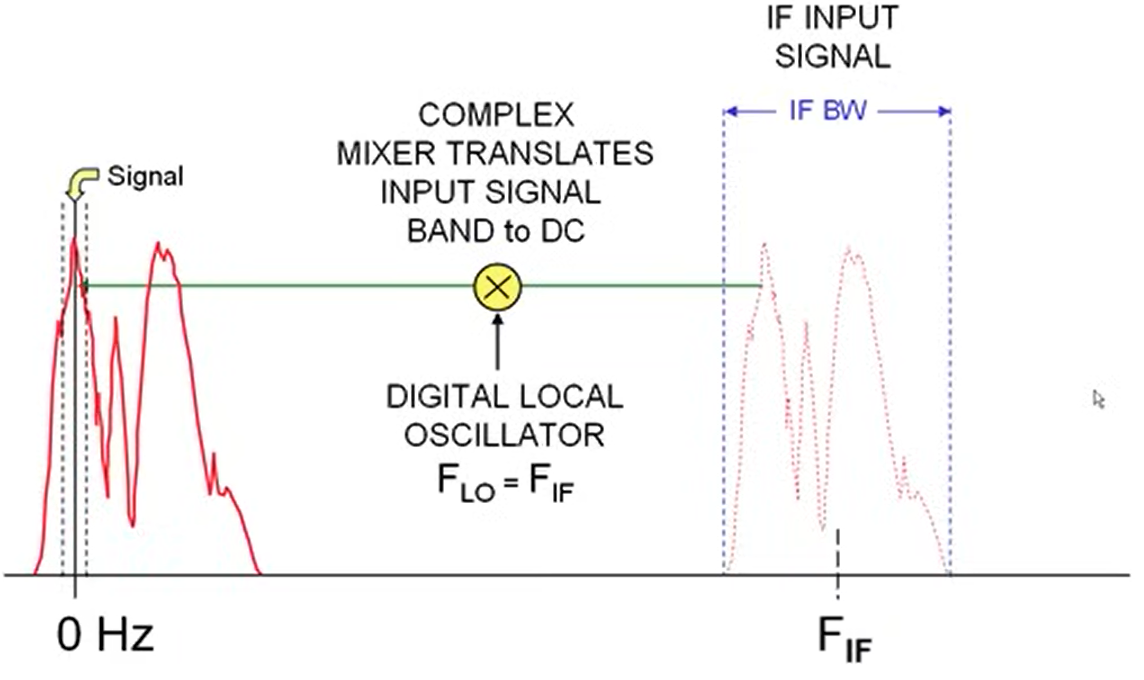 IF INPUT
SIGNAL
IF BW
COMPLEX
MIXER TRANSLATES
INPUT SIGNAL
BAND to DC
Signal
DIGITAL LOCAL
OSCILLATOR
FLO = FIF
0 Hz
FIF